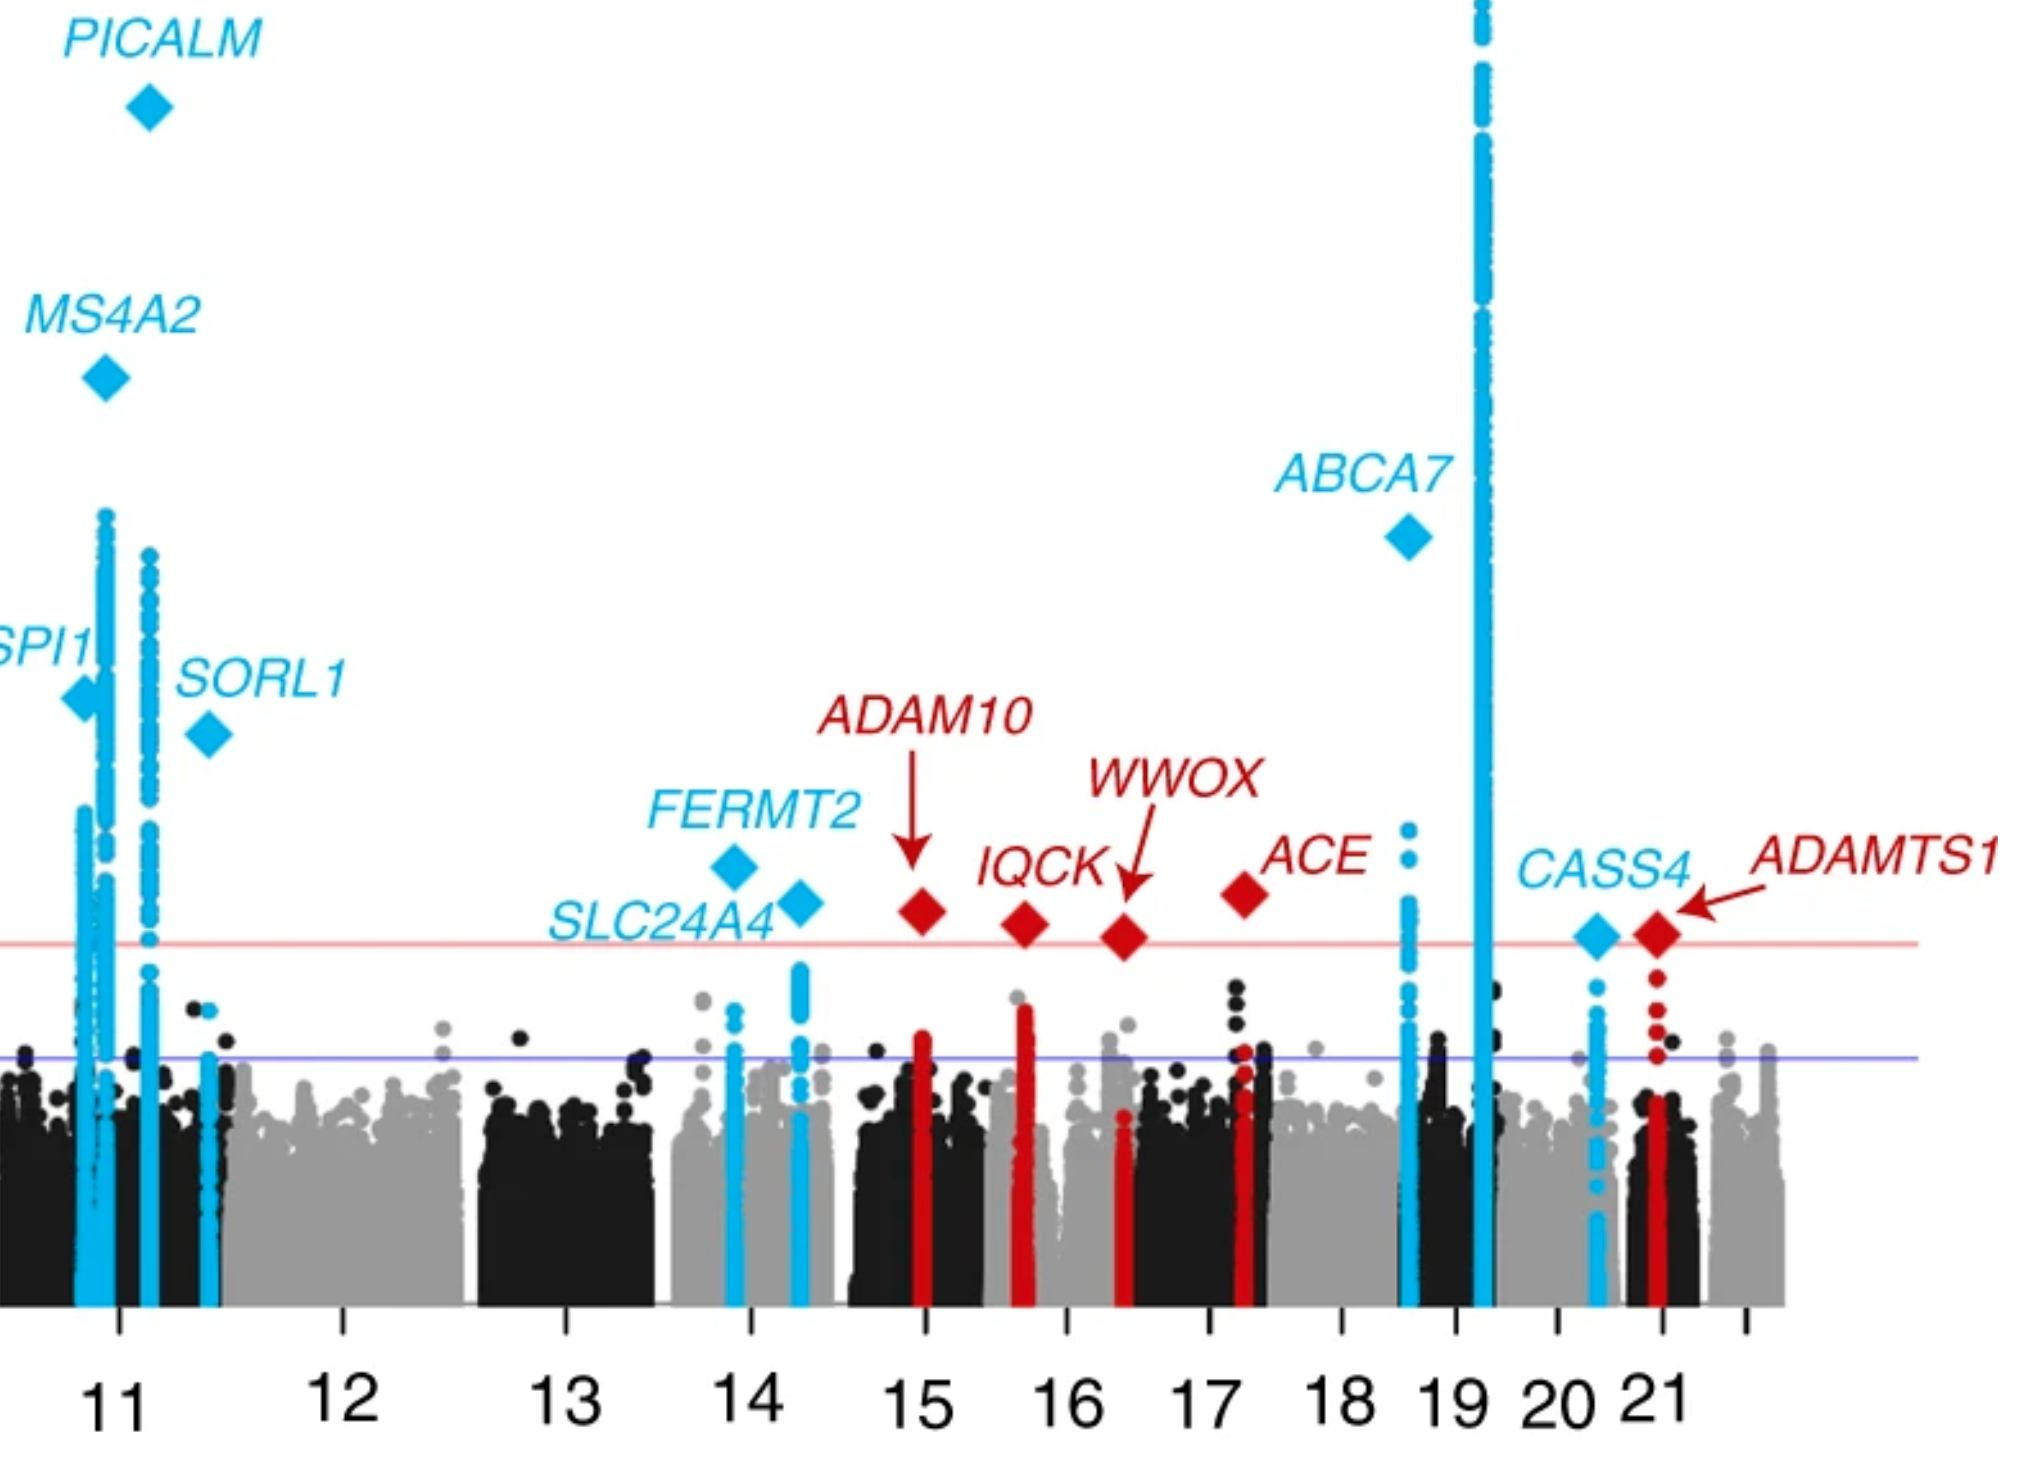 PICALM
MS4A2
ABCA7
SPI1
SORL1
ADAM10
WWOX
FERMT2
IQCK
ACE
CASS4
ADAMTS1
SLC24A4
11 12 13 14 15 16 17 18 19 20 21